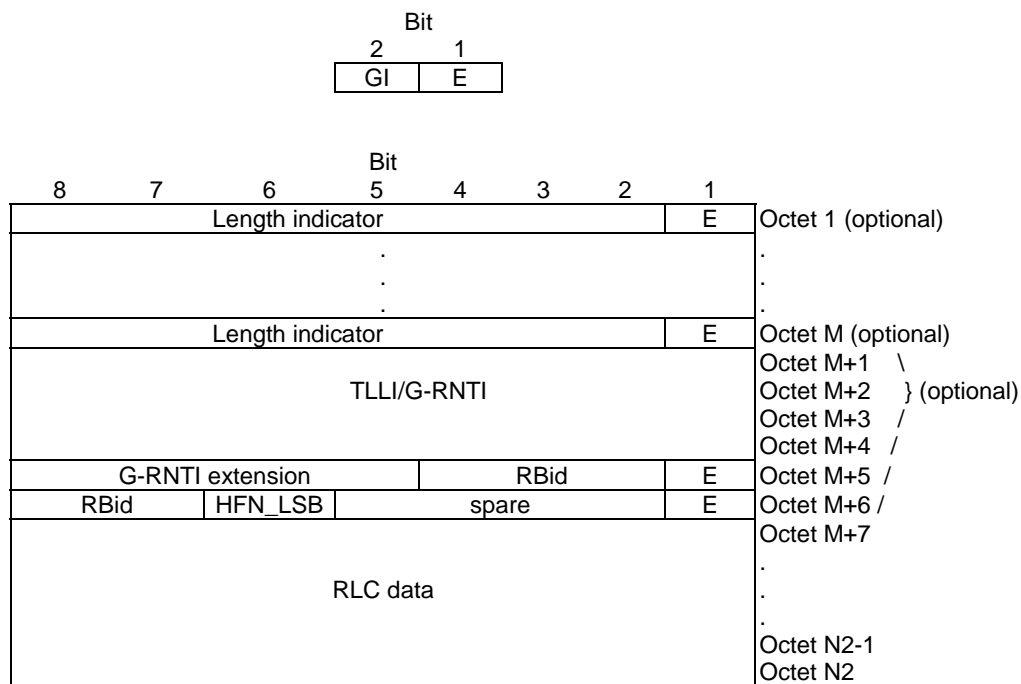 Bit
2 1
GI E
Bit
8 7 6 5 4 3 2 1
Length indicator E Octet 1 (optional)
. .
. .
. .
Length indicator E Octet M (optional)
Octet M+1 \
TLLI/G-RNTI Octet M+2 } (optional)
Octet M+3 /
Octet M+4 /
G-RNTI extension RBid E Octet M+5 /
RBid HFN_LSB spare E Octet M+6 /
Octet M+7
.
RLC data .
.
Octet N2-1
Octet N2